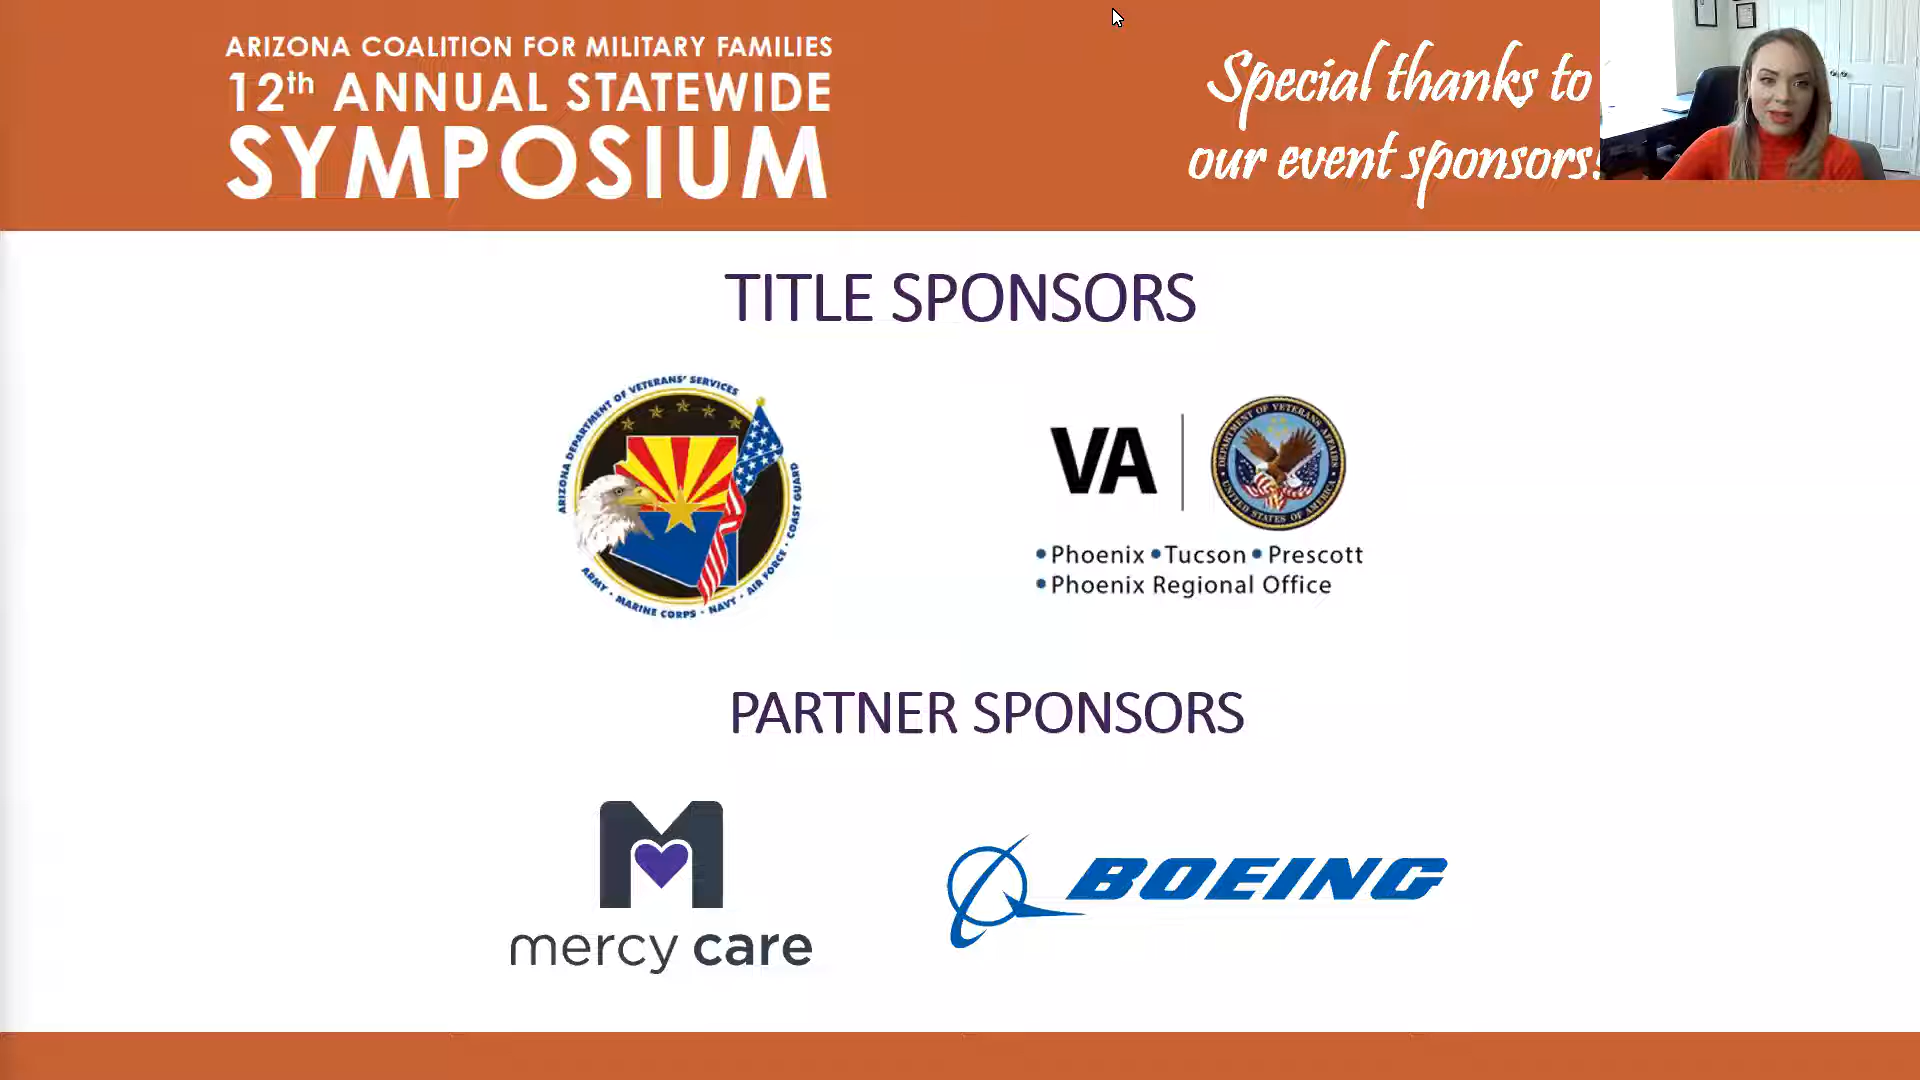 ARIZONA COALITION FOR MILITARY FAMILIES
12th ANNUAL STATEWIDE
SYMPOSIUM
Special thanks to
our event sponsors!
TITLE SPONSORS
ARIZONA DEPARTMENT OF VETERANS' SERVICES
ARMY • MARINE CORPS • NAVY • AIR FORCE • COAST GUARD
VA
DEPARTMENT OF VETERANS AFFAIRS
UNITED STATES OF AMERICA
• Phoenix • Tucson • Prescott
• Phoenix Regional Office
PARTNER SPONSORS
M
mercy care
BOEING